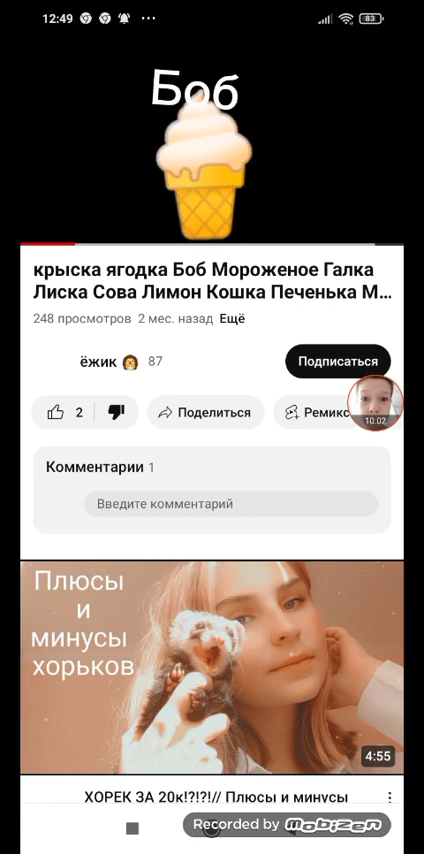 12:49
83
Боб
крыска ягодка Боб Мороженое Галка
Лиска Сова Лимон Кошка Печенька М...
248 просмотров 2 мес. назад Ещё
ёжик 🦔 87
Подписаться
2
Поделиться
Ремикс
10:02
Комментарии 1
Введите комментарий
Плюсы
и
минусы
хорьков
4:55
ХОРЕК ЗА 20к!?!?!// Плюсы и минусы
Recorded by Mobizen